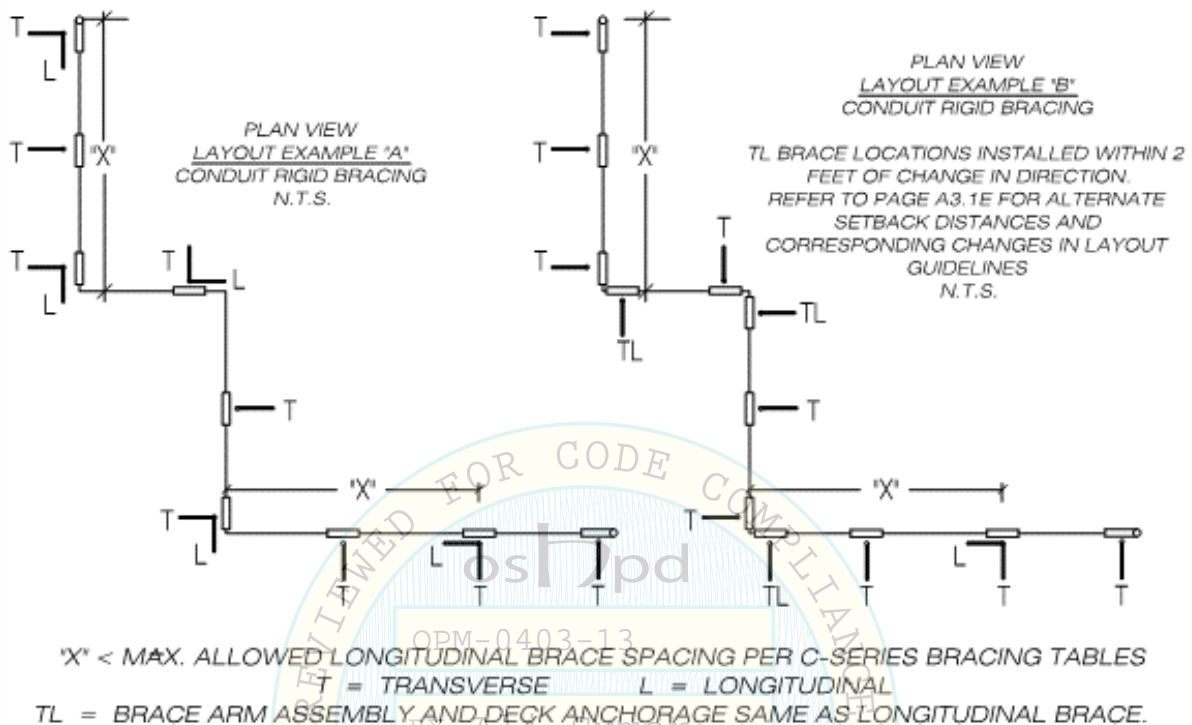 PLAN VIEW
LAYOUT EXAMPLE "A"
CONDUIT RIGID BRACING
N.T.S.
T
L
T
"X"
T
L
T
L
T
T
L
"X"
T
L
T
T
PLAN VIEW
LAYOUT EXAMPLE "B"
CONDUIT RIGID BRACING
TL BRACE LOCATIONS INSTALLED WITHIN 2
FEET OF CHANGE IN DIRECTION.
REFER TO PAGE A3.1E FOR ALTERNATE
SETBACK DISTANCES AND
CORRESPONDING CHANGES IN LAYOUT
GUIDELINES
N.T.S.
T
T
"X"
T
T
TL
TL
T
"X"
T
TL
T
L
T
T
REVIEWED FOR CODE COMPLIANCE
oshpd
OPM-0403-13
"X" < MAX. ALLOWED LONGITUDINAL BRACE SPACING PER C-SERIES BRACING TABLES
T = TRANSVERSE L = LONGITUDINAL
TL = BRACE ARM ASSEMBLY AND DECK ANCHORAGE SAME AS LONGITUDINAL BRACE.